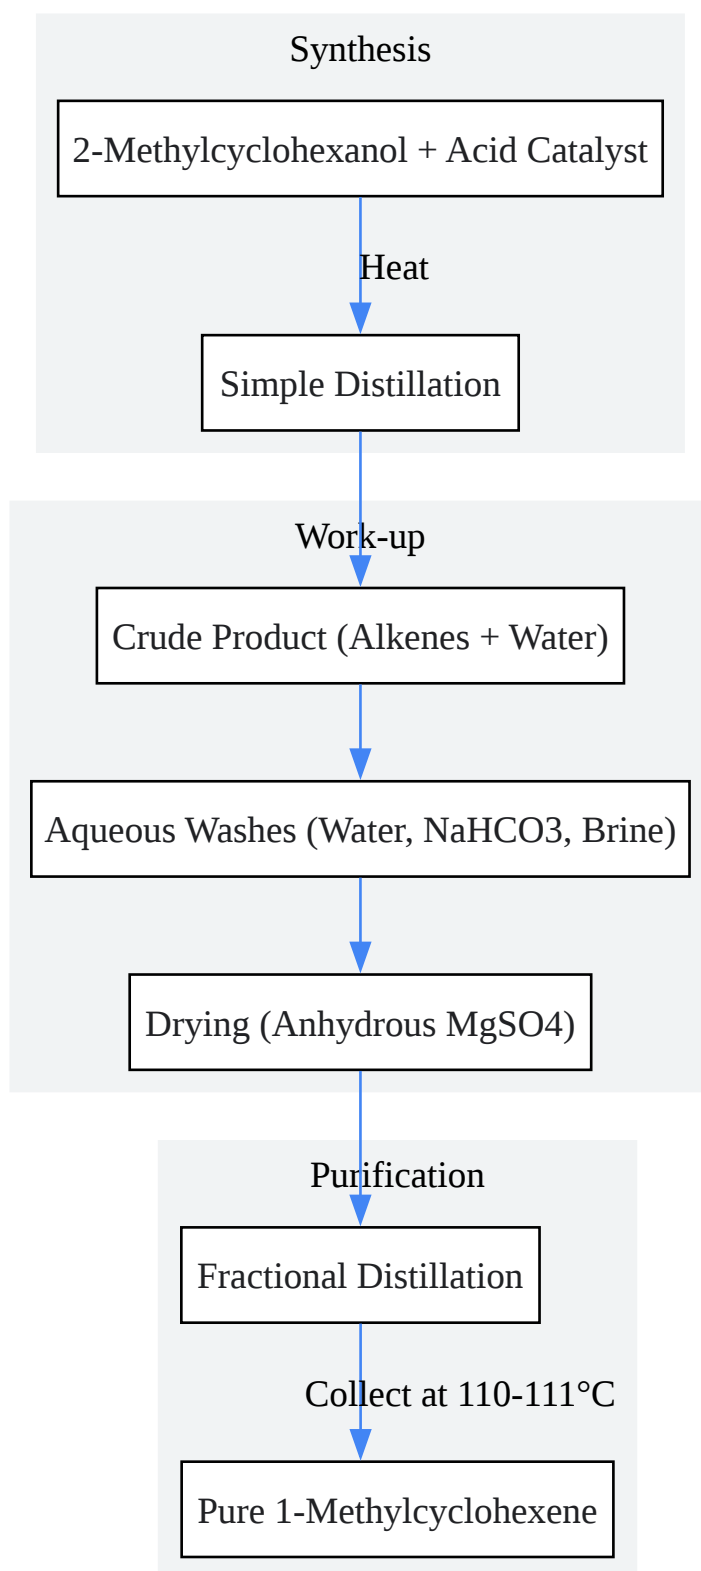 Synthesis
2-Methylcyclohexanol + Acid Catalyst
Heat
Simple Distillation
Work-up
Crude Product (Alkenes + Water)
Aqueous Washes (Water, NaHCO3, Brine)
Drying (Anhydrous MgSO4)
Purification
Fractional Distillation
Collect at 110-111°C
Pure 1-Methylcyclohexene